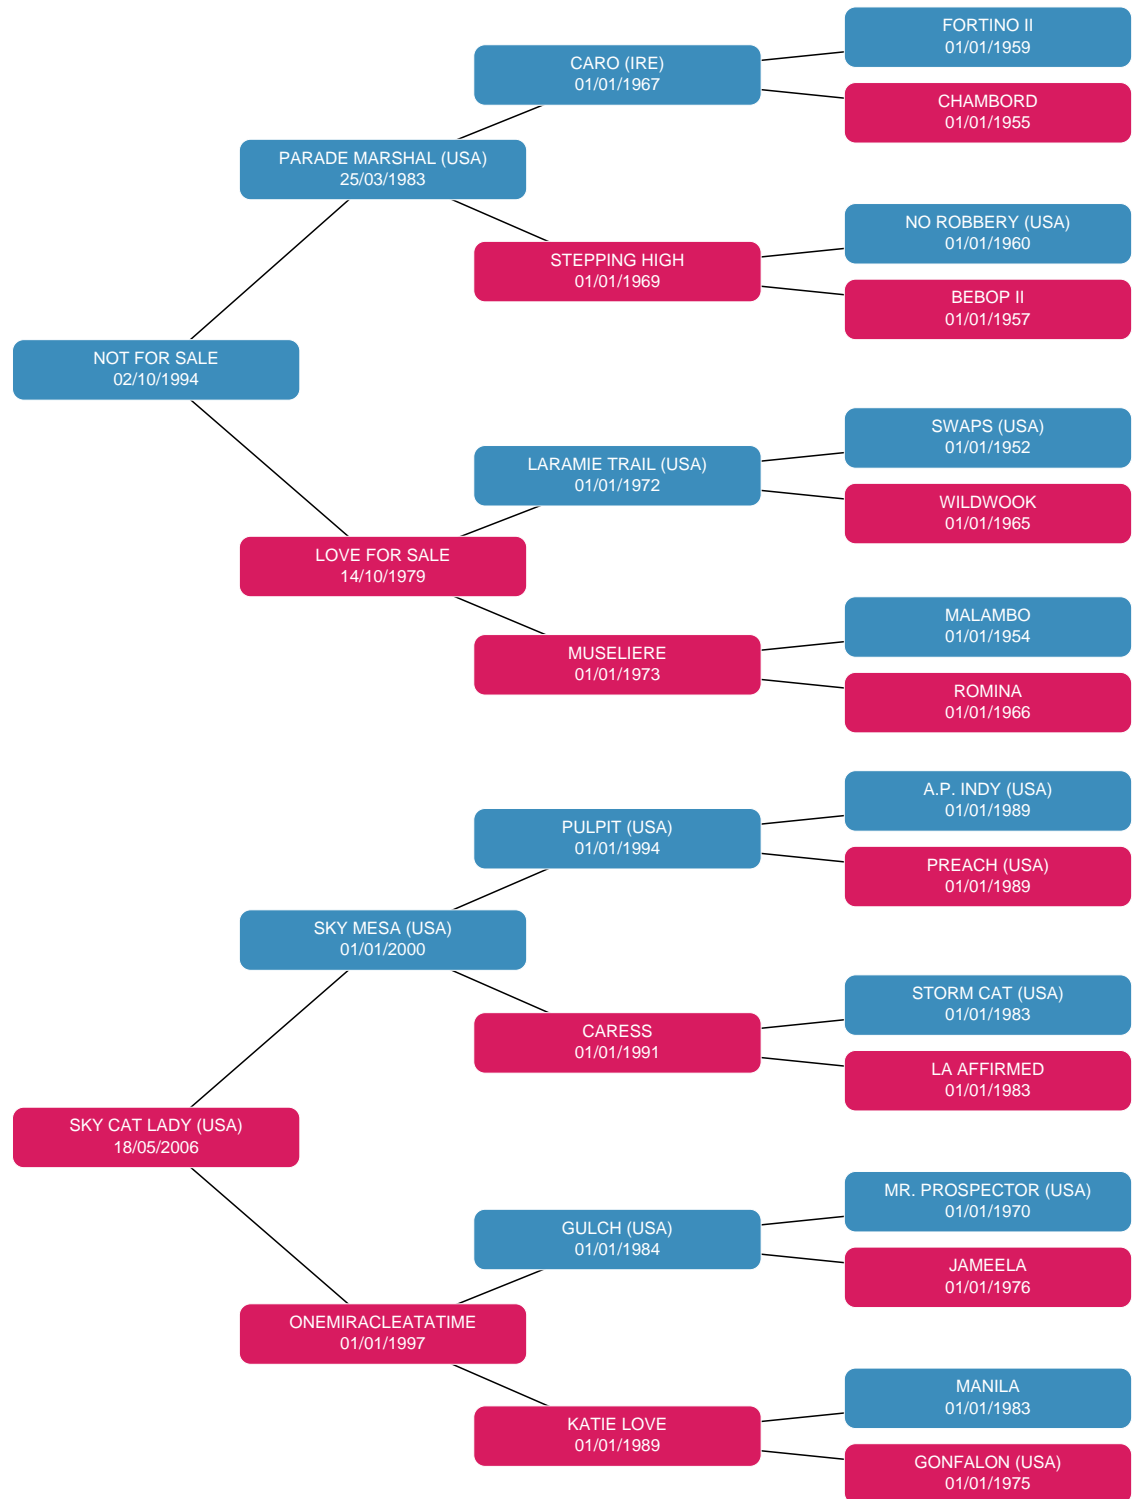 FORTINO II
01/01/1959
CARO (IRE)
01/01/1967
CHAMBORD
01/01/1955
PARADE MARSHAL (USA)
25/03/1983
NO ROBBERY (USA)
01/01/1960
STEPPING HIGH
01/01/1969
BEBOP II
01/01/1957
NOT FOR SALE
02/10/1994
SWAPS (USA)
01/01/1952
LARAMIE TRAIL (USA)
01/01/1972
WILDWOOK
01/01/1965
LOVE FOR SALE
14/10/1979
MALAMBO
01/01/1954
MUSELIERE
01/01/1973
ROMINA
01/01/1966
A.P. INDY (USA)
01/01/1989
PULPIT (USA)
01/01/1994
PREACH (USA)
01/01/1989
SKY MESA (USA)
01/01/2000
STORM CAT (USA)
01/01/1983
CARESS
01/01/1991
LA AFFIRMED
01/01/1983
SKY CAT LADY (USA)
18/05/2006
MR. PROSPECTOR (USA)
01/01/1970
GULCH (USA)
01/01/1984
JAMEELA
01/01/1976
ONEMIRACLEATATIME
01/01/1997
MANILA
01/01/1983
KATIE LOVE
01/01/1989
GONFALON (USA)
01/01/1975